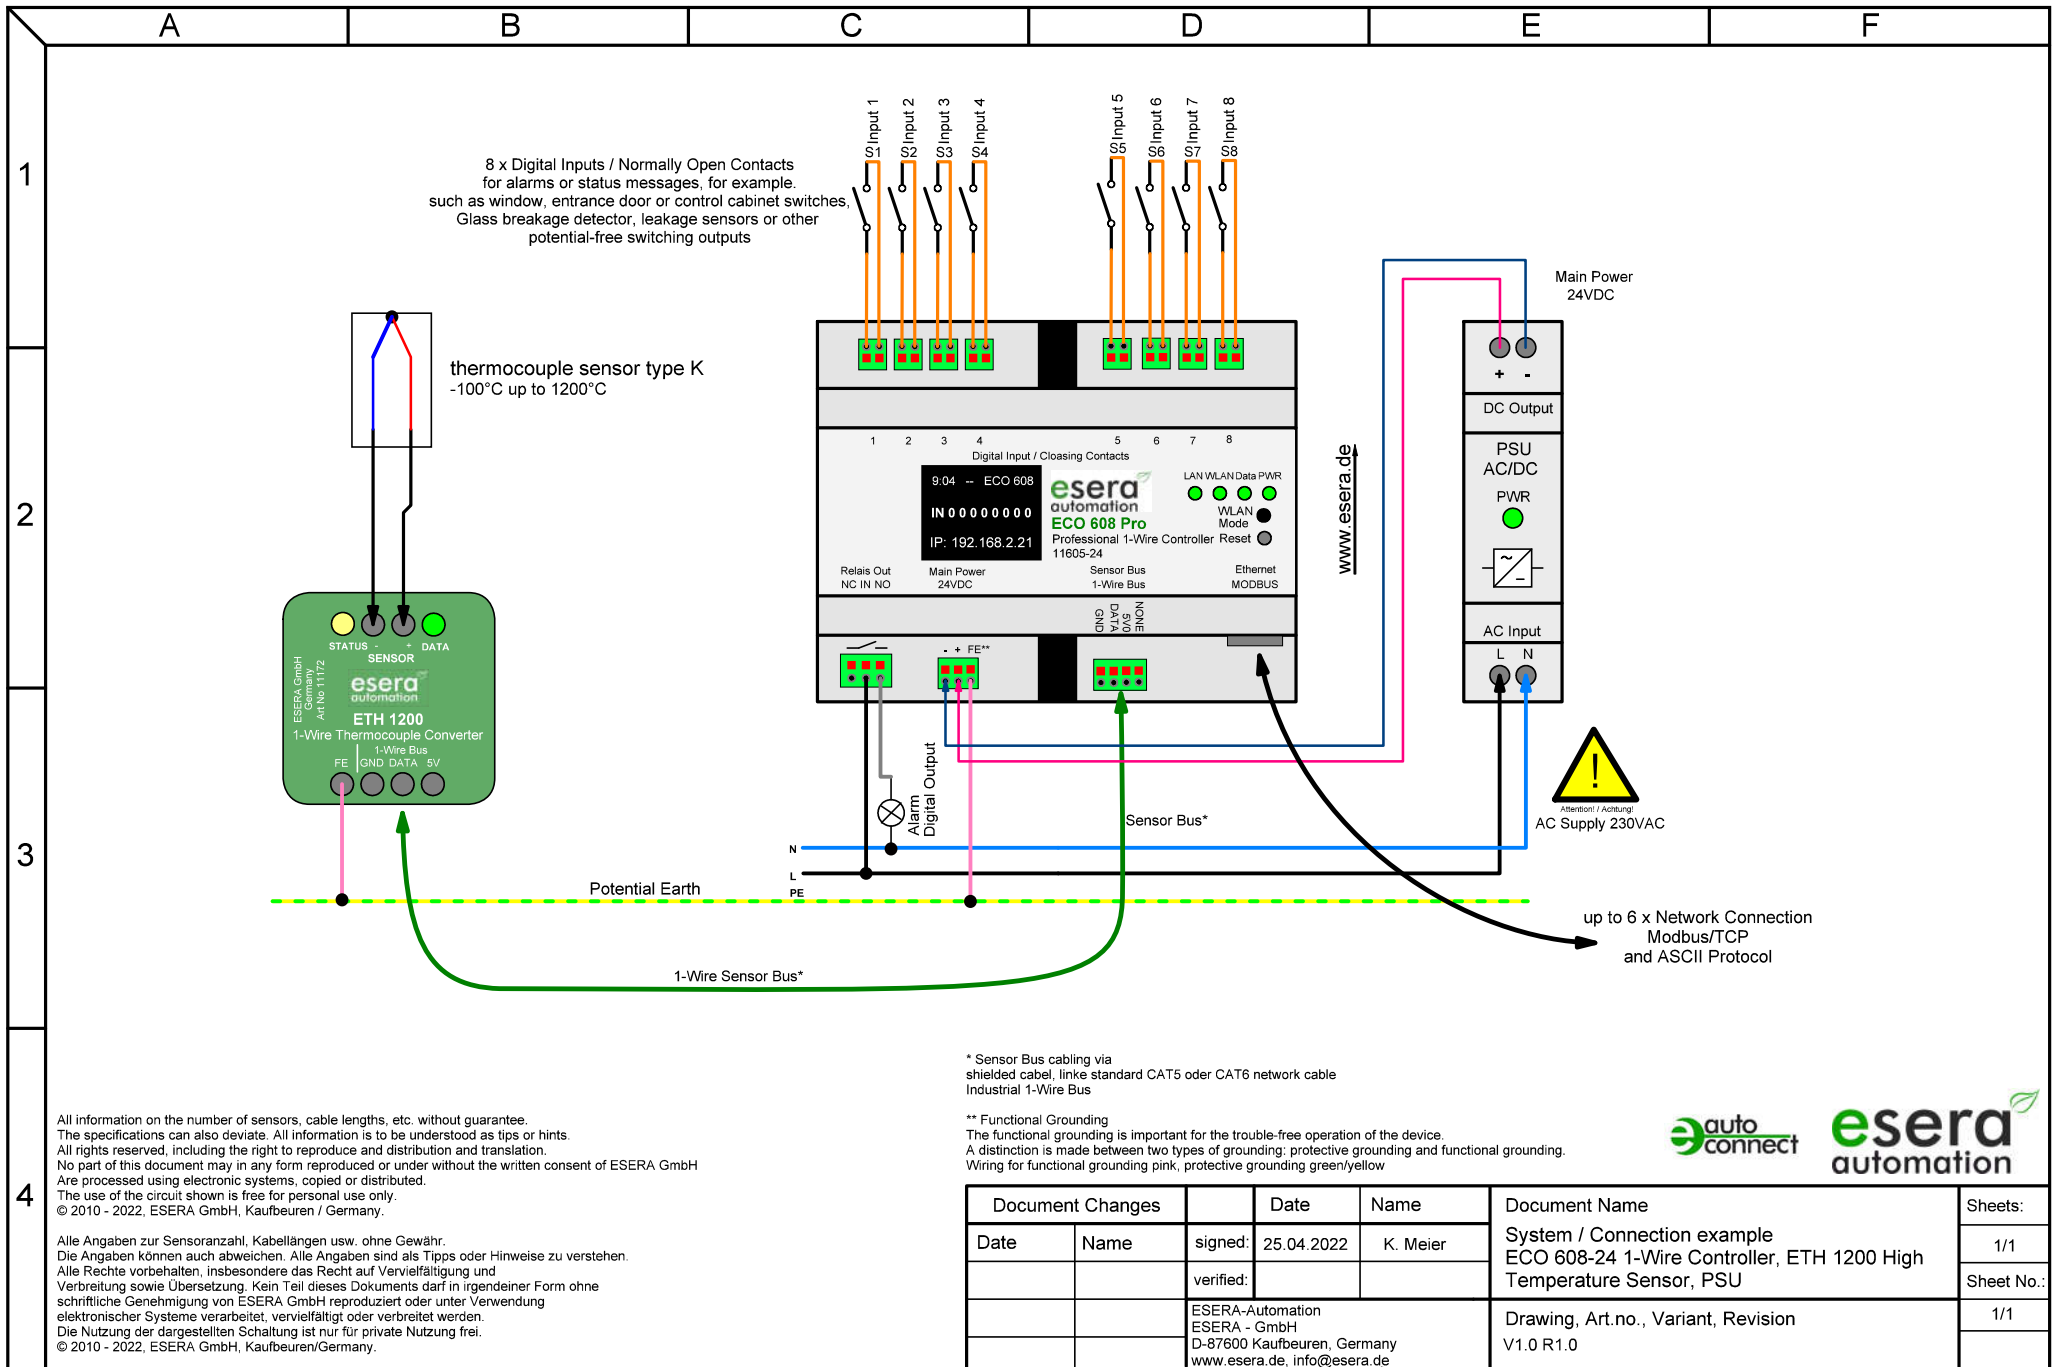 A B C D E F
1
2
3
4
Input 1
Input 2
Input 3
Input 4
Input 5
Input 6
Input 7
Input 8
S1 S2 S3 S4 S5 S6 S7 S8
8 x Digital Inputs / Normally Open Contacts
for alarms or status messages, for example.
such as window, entrance door or control cabinet switches,
Glass breakage detector, leakage sensors or other
potential-free switching outputs
Main Power
24VDC
thermocouple sensor type K
-100°C up to 1200°C
+ -
DC Output
PSU
AC/DC
PWR
~
–
AC Input
L N
1 2 3 4 5 6 7 8
Digital Input / Cloasing Contacts
9:04 -- ECO 608
IN 0 0 0 0 0 0 0 0
IP: 192.168.2.21
esera
automation
ECO 608 Pro
Professional 1-Wire Controller
11605-24
LAN WLAN Data PWR
WLAN
Mode
Reset
Relais Out
NC IN NO
Main Power
24VDC
Sensor Bus
1-Wire Bus
Ethernet
MODBUS
GND
DATA
5V0
NONE
- + FE**
www.esera.de
STATUS - + DATA
SENSOR
ESERA GmbH
Germany
Art No 11172
esera
automation
ETH 1200
1-Wire Thermocouple Converter
1-Wire Bus
FE GND DATA 5V
Alarm
Digital Output
Sensor Bus*
!
Attention! / Achtung!
AC Supply 230VAC
N
L
PE
Potential Earth
1-Wire Sensor Bus*
up to 6 x Network Connection
Modbus/TCP
and ASCII Protocol
* Sensor Bus cabling via
shielded cabel, linke standard CAT5 oder CAT6 network cable
Industrial 1-Wire Bus
** Functional Grounding
The functional grounding is important for the trouble-free operation of the device.
A distinction is made between two types of grounding: protective grounding and functional grounding.
Wiring for functional grounding pink, protective grounding green/yellow
auto
connect
esera
automation
All information on the number of sensors, cable lengths, etc. without guarantee.
The specifications can also deviate. All information is to be understood as tips or hints.
All rights reserved, including the right to reproduce and distribution and translation.
No part of this document may in any form reproduced or under without the written consent of ESERA GmbH
Are processed using electronic systems, copied or distributed.
The use of the circuit shown is free for personal use only.
© 2010 - 2022, ESERA GmbH, Kaufbeuren / Germany.
Alle Angaben zur Sensoranzahl, Kabellängen usw. ohne Gewähr.
Die Angaben können auch abweichen. Alle Angaben sind als Tipps oder Hinweise zu verstehen.
Alle Rechte vorbehalten, insbesondere das Recht auf Vervielfältigung und
Verbreitung sowie Übersetzung. Kein Teil dieses Dokuments darf in irgendeiner Form ohne
schriftliche Genehmigung von ESERA GmbH reproduziert oder unter Verwendung
elektronischer Systeme verarbeitet, vervielfältigt oder verbreitet werden.
Die Nutzung der dargestellten Schaltung ist nur für private Nutzung frei.
© 2010 - 2022, ESERA GmbH, Kaufbeuren/Germany.
Document Changes
Date Name
Date Name
signed: 25.04.2022 K. Meier
verified:
ESERA-Automation
ESERA - GmbH
D-87600 Kaufbeuren, Germany
www.esera.de, info@esera.de
Document Name
System / Connection example
ECO 608-24 1-Wire Controller, ETH 1200 High
Temperature Sensor, PSU
Drawing, Art.no., Variant, Revision
V1.0 R1.0
Sheets:
1/1
Sheet No.:
1/1